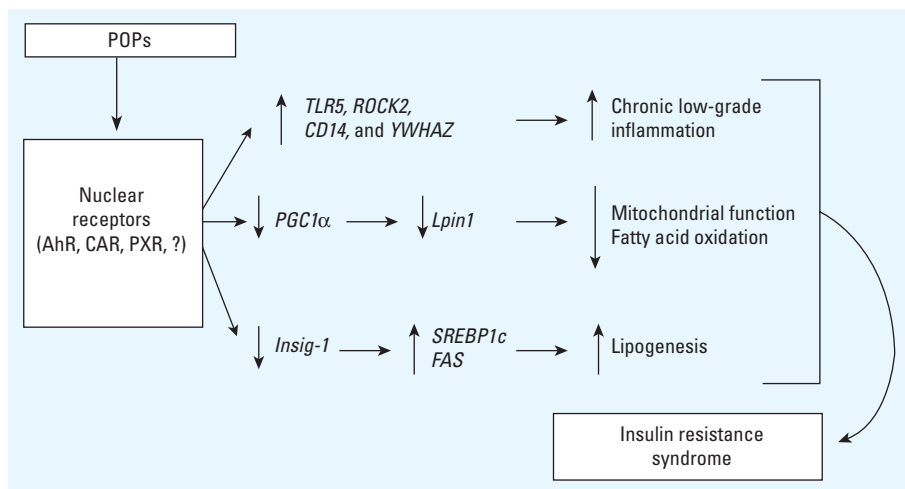 POPs
Nuclear
receptors
(AhR, CAR, PXR, ?)
TLR5, ROCK2,
CD14, and YWHAZ
Chronic low-grade
inflammation
PGC1α
Lpin1
Mitochondrial function
Fatty acid oxidation
Insig-1
SREBP1c
FAS
Lipogenesis
Insulin resistance
syndrome